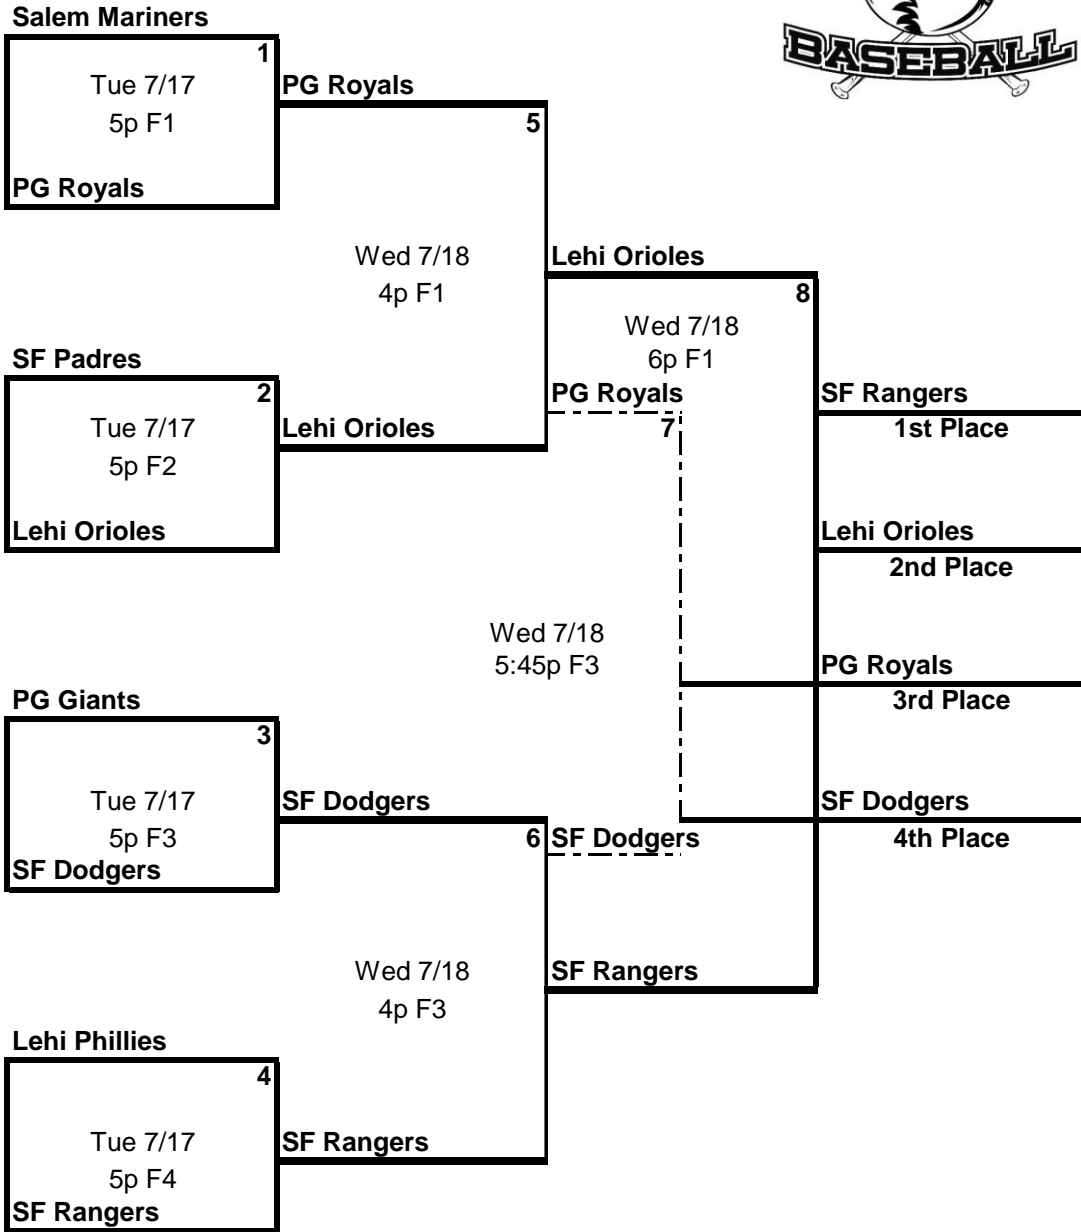 Salem Mariners
BASEBALL
1
Tue 7/17
PG Royals
5p F1
5
PG Royals
Wed 7/18
Lehi Orioles
4p F1
8
Wed 7/18
SF Padres
6p F1
2
PG Royals
SF Rangers
Tue 7/17
Lehi Orioles
7
1st Place
5p F2
Lehi Orioles
Lehi Orioles
2nd Place
Wed 7/18
5:45p F3
PG Royals
PG Giants
3rd Place
3
Tue 7/17
SF Dodgers
SF Dodgers
5p F3
6
SF Dodgers
4th Place
SF Dodgers
Wed 7/18
SF Rangers
4p F3
Lehi Phillies
4
Tue 7/17
SF Rangers
5p F4
SF Rangers